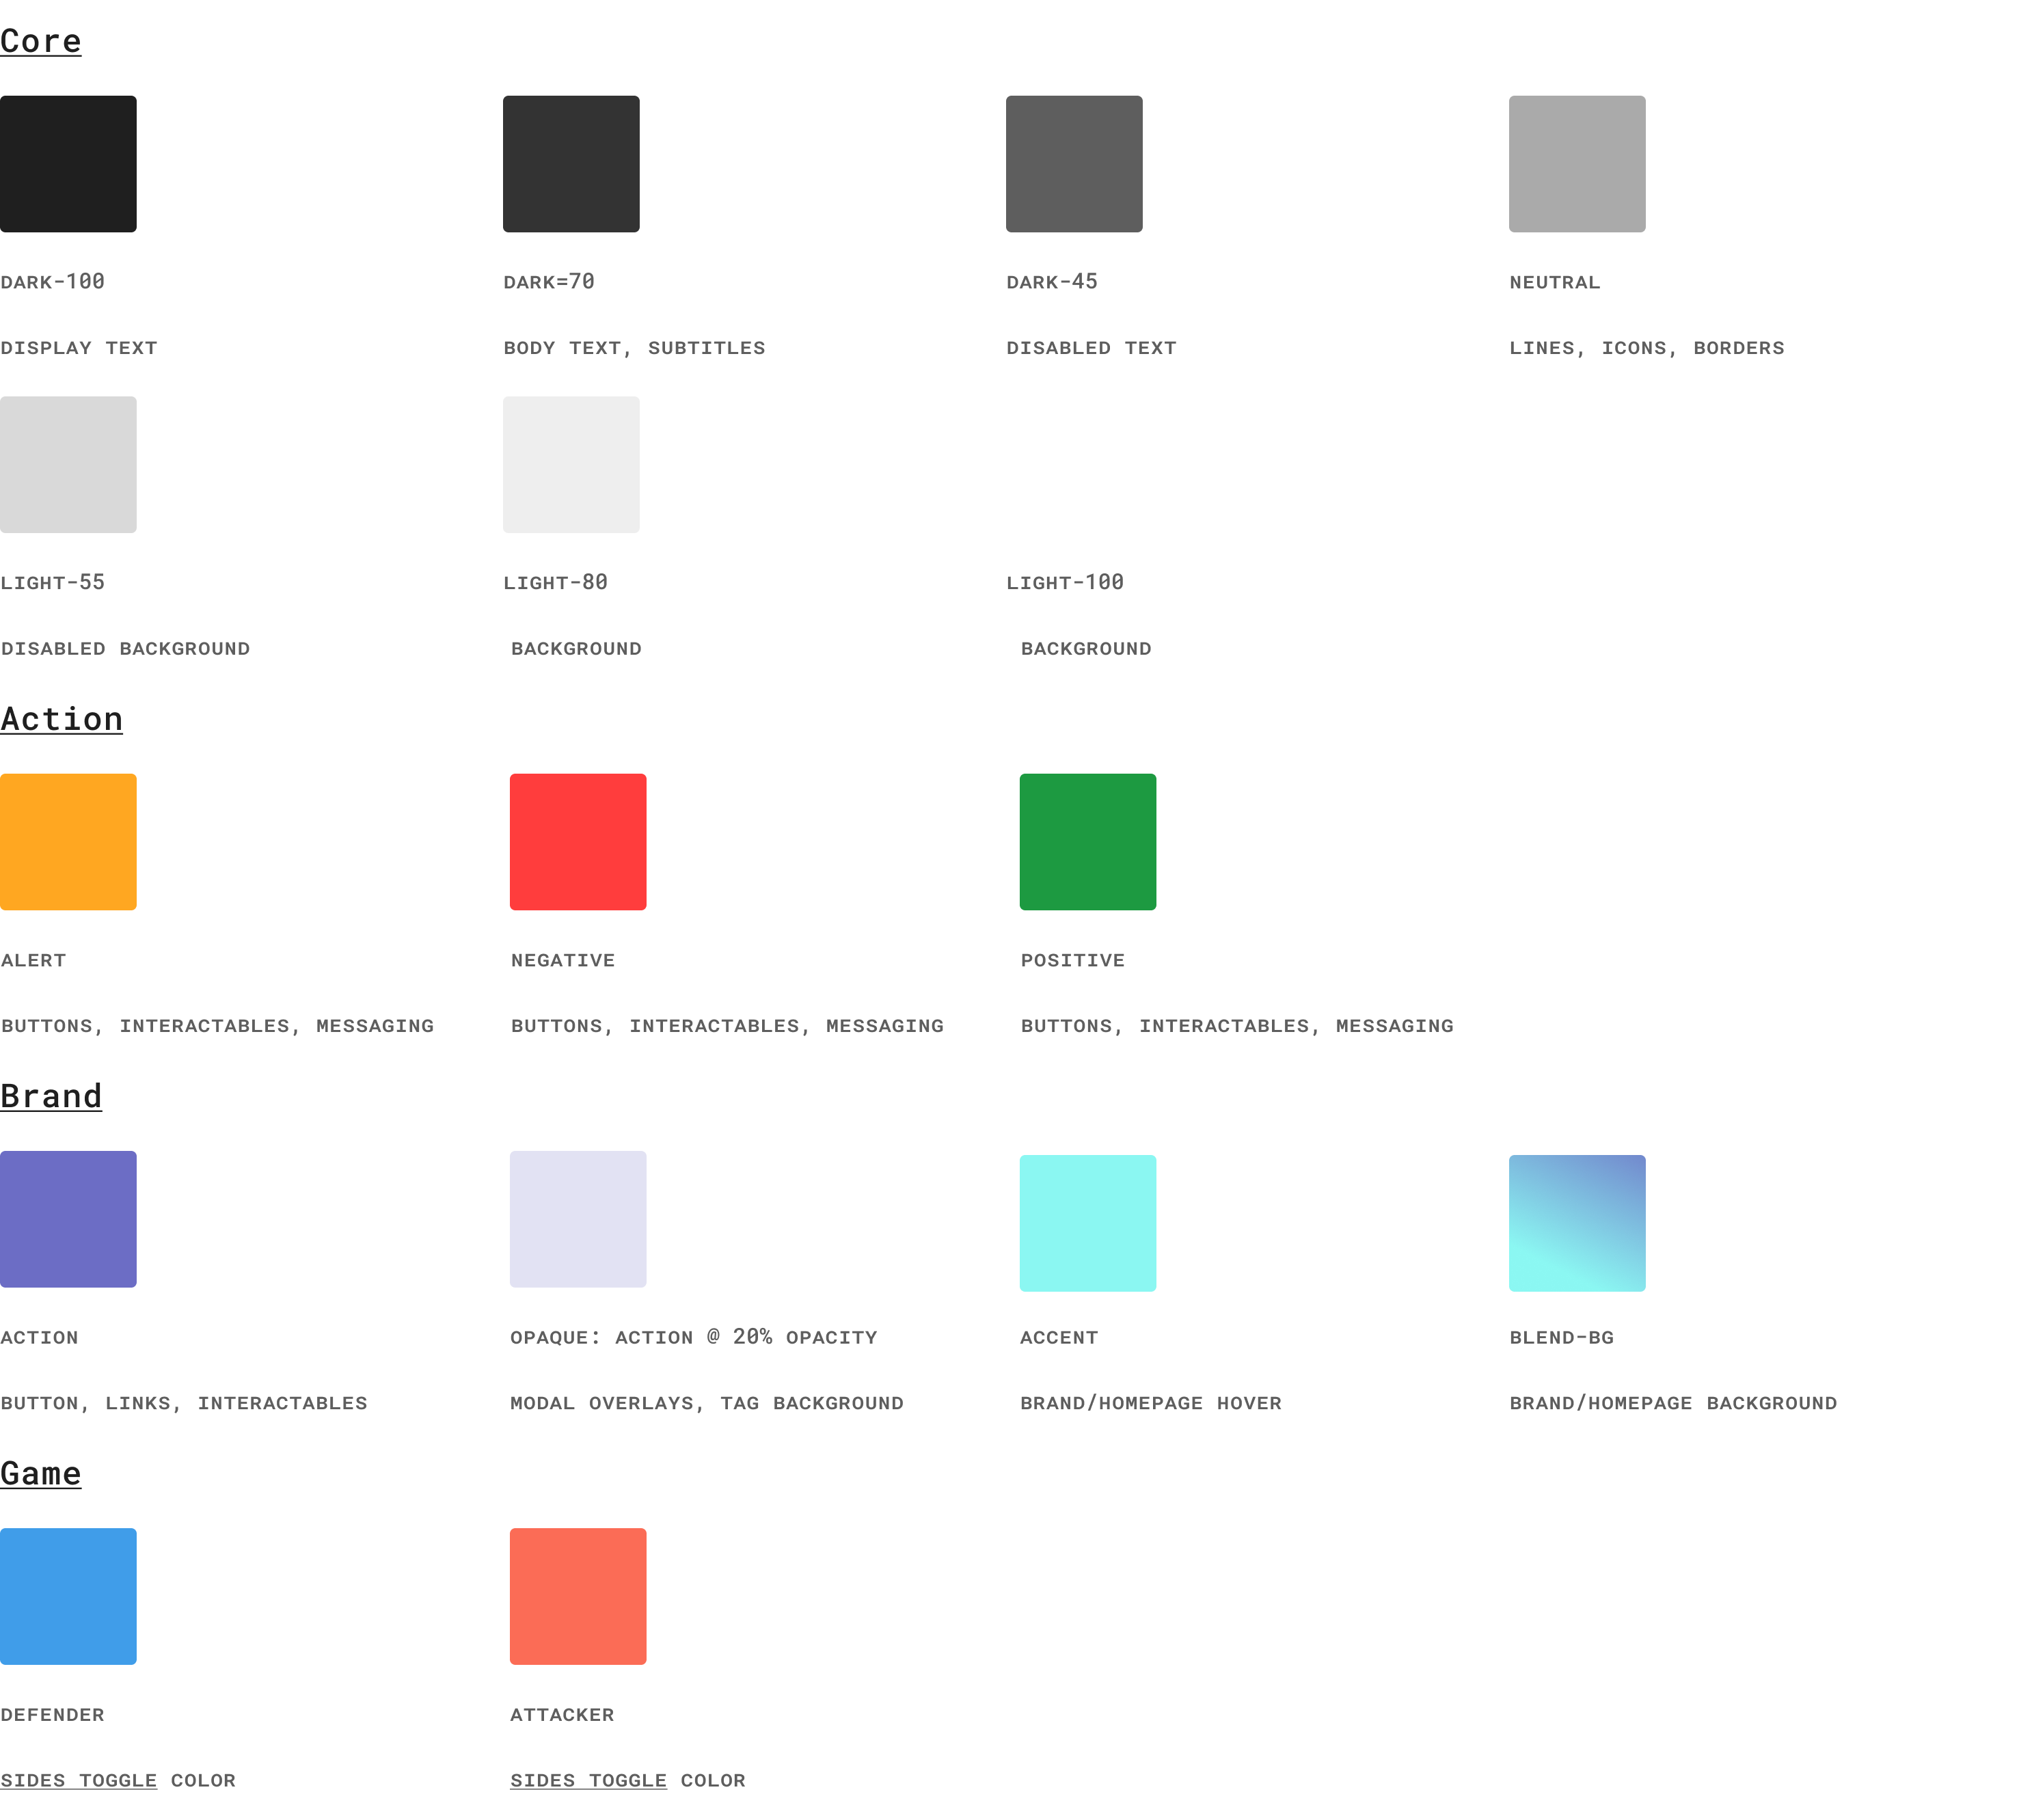 Core
DARK-100 DARK=70 DARK-45 NEUTRAL
DISPLAY TEXT BODY TEXT, SUBTITLES DISABLED TEXT LINES, ICONS, BORDERS
LIGHT-55 LIGHT-80 LIGHT-100
DISABLED BACKGROUND BACKGROUND BACKGROUND
Action
ALERT NEGATIVE POSITIVE
BUTTONS, INTERACTABLES, MESSAGING BUTTONS, INTERACTABLES, MESSAGING BUTTONS, INTERACTABLES, MESSAGING
Brand
ACTION OPAQUE: ACTION @ 20% OPACITY ACCENT BLEND-BG
BUTTON, LINKS, INTERACTABLES MODAL OVERLAYS, TAG BACKGROUND BRAND/HOMEPAGE HOVER BRAND/HOMEPAGE BACKGROUND
Game
DEFENDER ATTACKER
SIDES TOGGLE COLOR SIDES TOGGLE COLOR